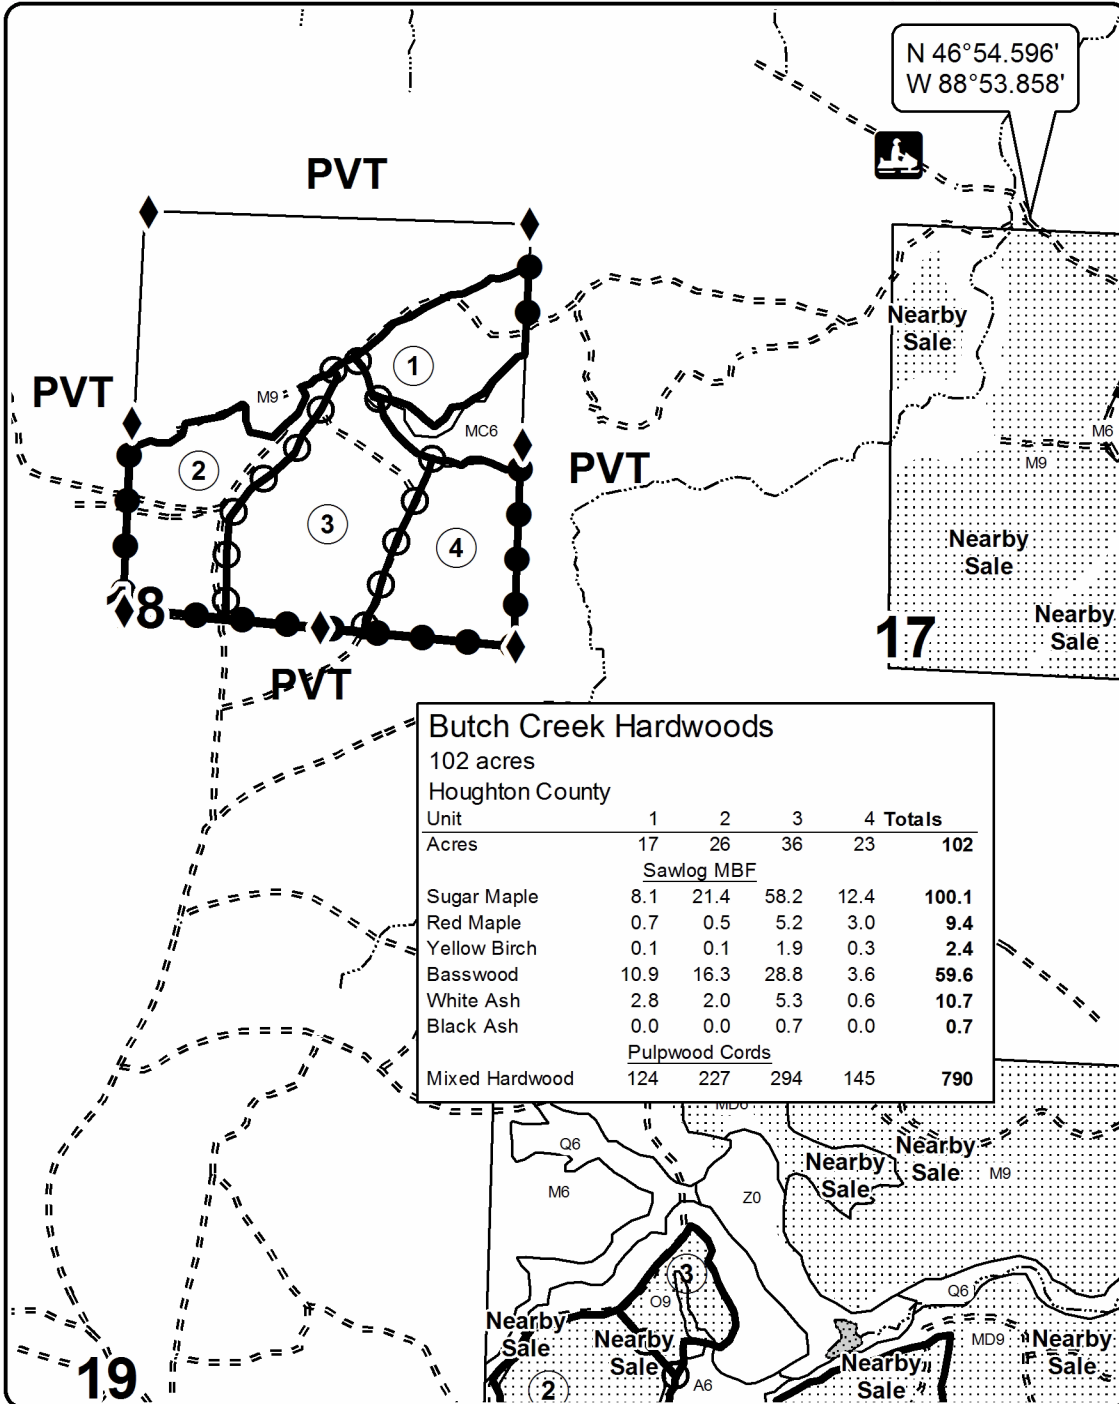 N 46°54.596'
W 88°53.858'
PVT
Nearby
Sale
1
PVT
M9
MC6
M6
2
PVT
M9
3
4
Nearby
Sale
8
17
Nearby
Sale
PVT
Butch Creek Hardwoods
102 acres
Houghton County
Unit 1 2 3 4 Totals
Acres 17 26 36 23 102
Sawlog MBF
Sugar Maple 8.1 21.4 58.2 12.4 100.1
Red Maple 0.7 0.5 5.2 3.0 9.4
Yellow Birch 0.1 0.1 1.9 0.3 2.4
Basswood 10.9 16.3 28.8 3.6 59.6
White Ash 2.8 2.0 5.3 0.6 10.7
Black Ash 0.0 0.0 0.7 0.0 0.7
Pulpwood Cords
Mixed Hardwood 124 227 294 145 790
Q6
Nearby
Sale
Nearby
Sale
M9
M6
Z0
3
Q6
O9
Nearby
Sale
Nearby
Sale
MD9
Nearby
Sale
Nearby
Sale
19
2
A6